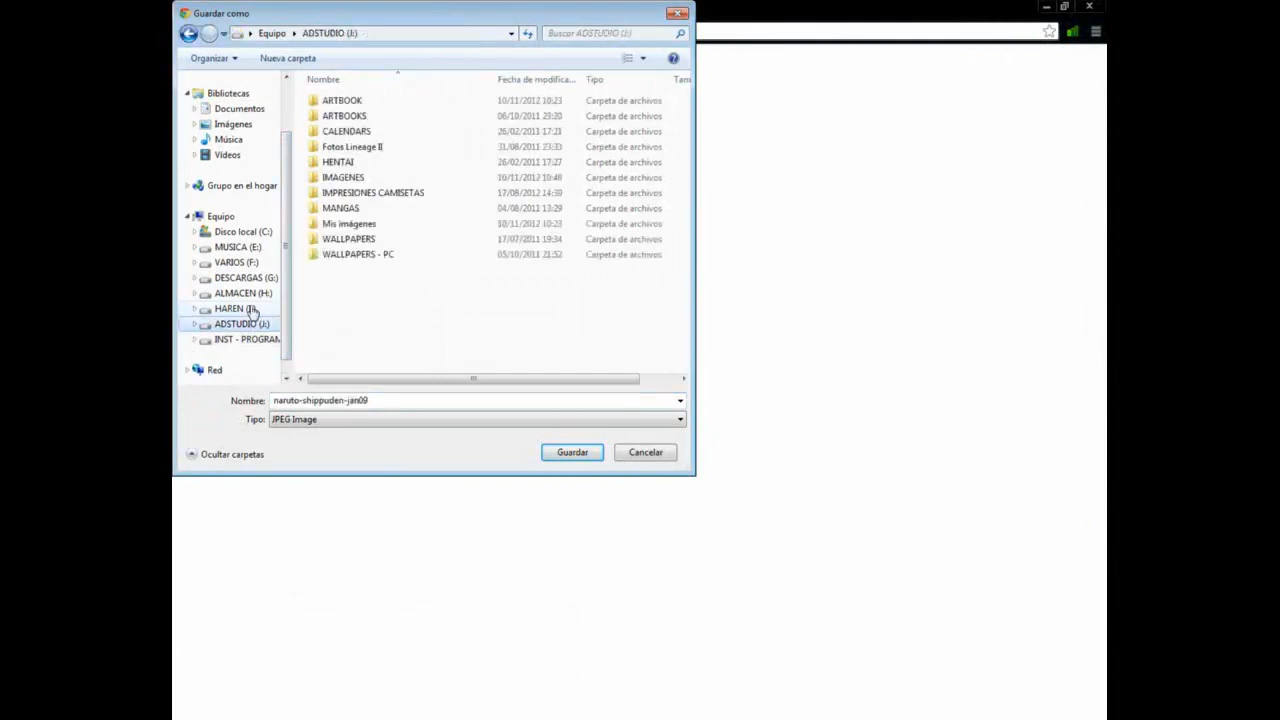 Guardar como
Equipo ADSTUDIO (J:)
Buscar ADSTUDIO (J:)
Organizar
Nueva carpeta
Nombre Fecha de modifica... Tipo Tam
Bibliotecas
Documentos
Imágenes
Música
Vídeos
Grupo en el hogar
Equipo
Disco local (C:)
MUSICA (E:)
VARIOS (F:)
DESCARGAS (G:)
ALMACEN (H:)
HAREN (I:)
ADSTUDIO (J:)
INST - PROGRAM
Red
ARTBOOK 10/11/2012 10:23 Carpeta de archivos
ARTBOOKS 06/10/2011 23:20 Carpeta de archivos
CALENDARS 26/02/2011 17:21 Carpeta de archivos
Fotos Lineage II 31/08/2011 23:33 Carpeta de archivos
HENTAI 26/02/2011 17:27 Carpeta de archivos
IMAGENES 10/11/2012 10:48 Carpeta de archivos
IMPRESIONES CAMISETAS 17/08/2012 14:39 Carpeta de archivos
MANGAS 04/08/2011 13:29 Carpeta de archivos
Mis imágenes 10/11/2012 10:23 Carpeta de archivos
WALLPAPERS 17/07/2011 19:34 Carpeta de archivos
WALLPAPERS - PC 05/10/2011 21:52 Carpeta de archivos
Nombre: naruto-shippuden-jan09
Tipo: JPEG Image
Ocultar carpetas
Guardar
Cancelar